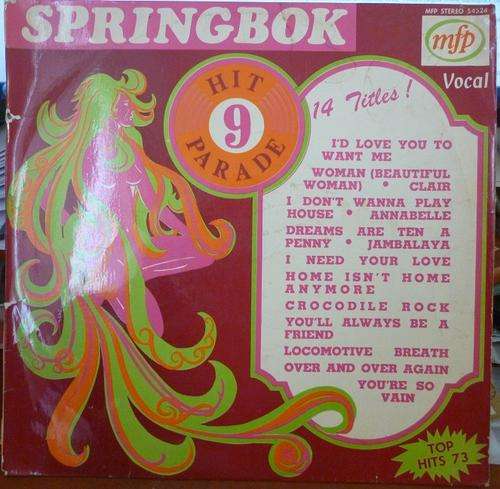 SPRINGBOK
MFP STEREO 54526
mfp
Vocal
HIT
9
PARADE
14 Titles!
I'D LOVE YOU TO
WANT ME
WOMAN (BEAUTIFUL
WOMAN) • CLAIR
I DON'T WANNA PLAY
HOUSE • ANNABELLE
DREAMS ARE TEN A
PENNY • JAMBALAYA
I NEED YOUR LOVE
HOME ISN'T HOME
ANYMORE
CROCODILE ROCK
YOU'LL ALWAYS BE A
FRIEND
LOCOMOTIVE BREATH
OVER AND OVER AGAIN
YOU'RE SO
VAIN
TOP
HITS 73